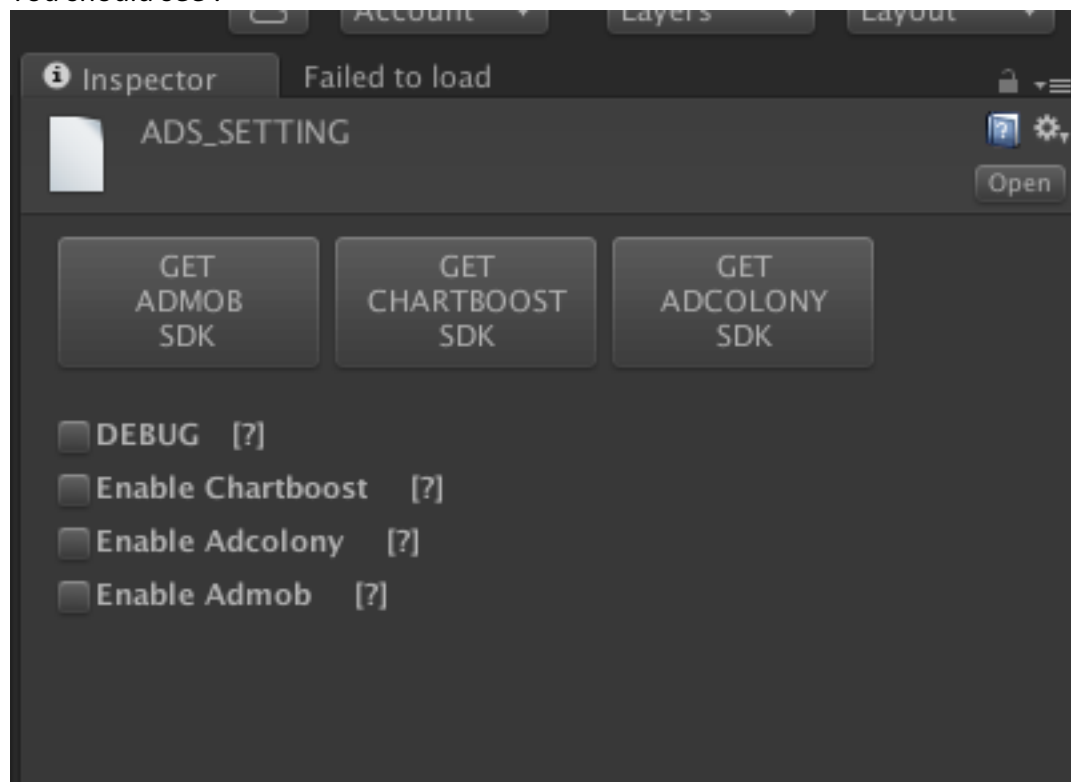 Account Layers Layout
Inspector Failed to load
ADS_SETTING
Open
GET ADMOB SDK
GET CHARTBOOST SDK
GET ADCOLONY SDK
DEBUG [?]
Enable Chartboost [?]
Enable Adcolony [?]
Enable Admob [?]